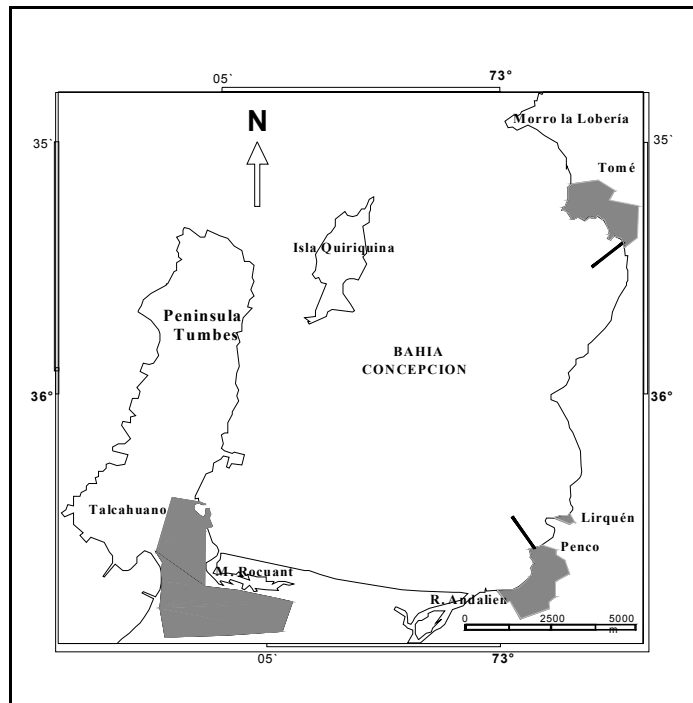 05`
73°
Morro la Lobería
35`
35`
N
Tomé
Isla Quiriquina
Peninsula
Tumbes
BAHIA
CONCEPCION
36°
36°
Talcahuano
Lirquén
Penco
M. Rocuant
R. Andalien
0
2500
5000
m
05`
73°